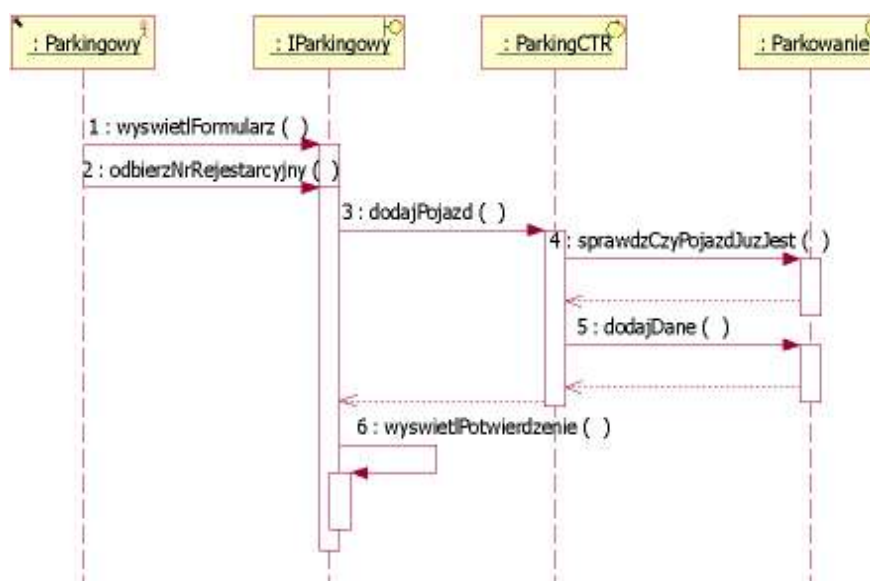 : Parkingowy
: IParkingowy
: ParkingCTR
: Parkowanie
1 : wyswietlFormularz ( )
2 : odbierzNrRejestarcyjny ( )
3 : dodajPojazd ( )
4 : sprawdzCzyPojazdJuzJest ( )
5 : dodajDane ( )
6 : wyswietlPotwierdzenie ( )